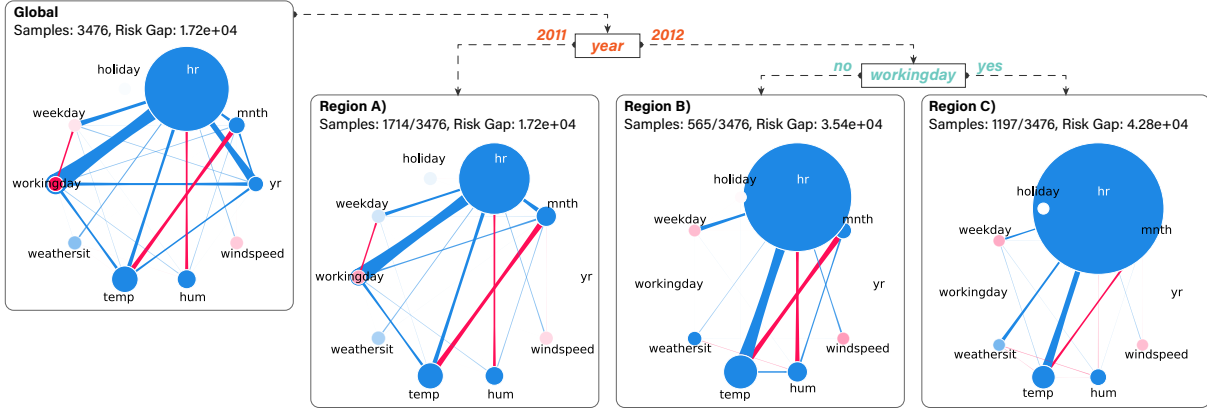 Global
Samples: 3476, Risk Gap: 1.72e+04
holiday
hr
weekday
mnth
workingday
yr
weathersit
windspeed
temp
hum
2011
year
2012
no
workingday
yes
Region A)
Samples: 1714/3476, Risk Gap: 1.72e+04
holiday
hr
weekday
mnth
workingday
yr
weathersit
windspeed
temp
hum
Region B)
Samples: 565/3476, Risk Gap: 3.54e+04
holiday
hr
weekday
mnth
workingday
yr
weathersit
windspeed
temp
hum
Region C)
Samples: 1197/3476, Risk Gap: 4.28e+04
holiday
hr
weekday
mnth
workingday
yr
weathersit
windspeed
temp
hum